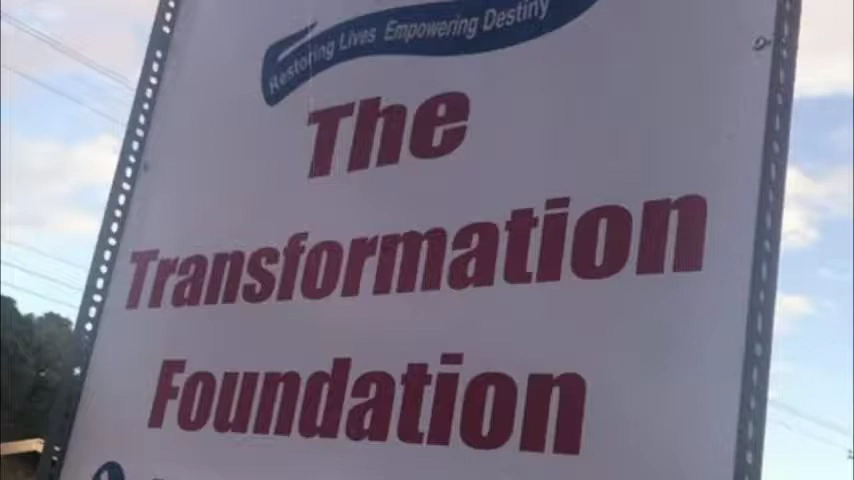 Restoring Lives Empowering Destiny
The
Transformation
Foundation